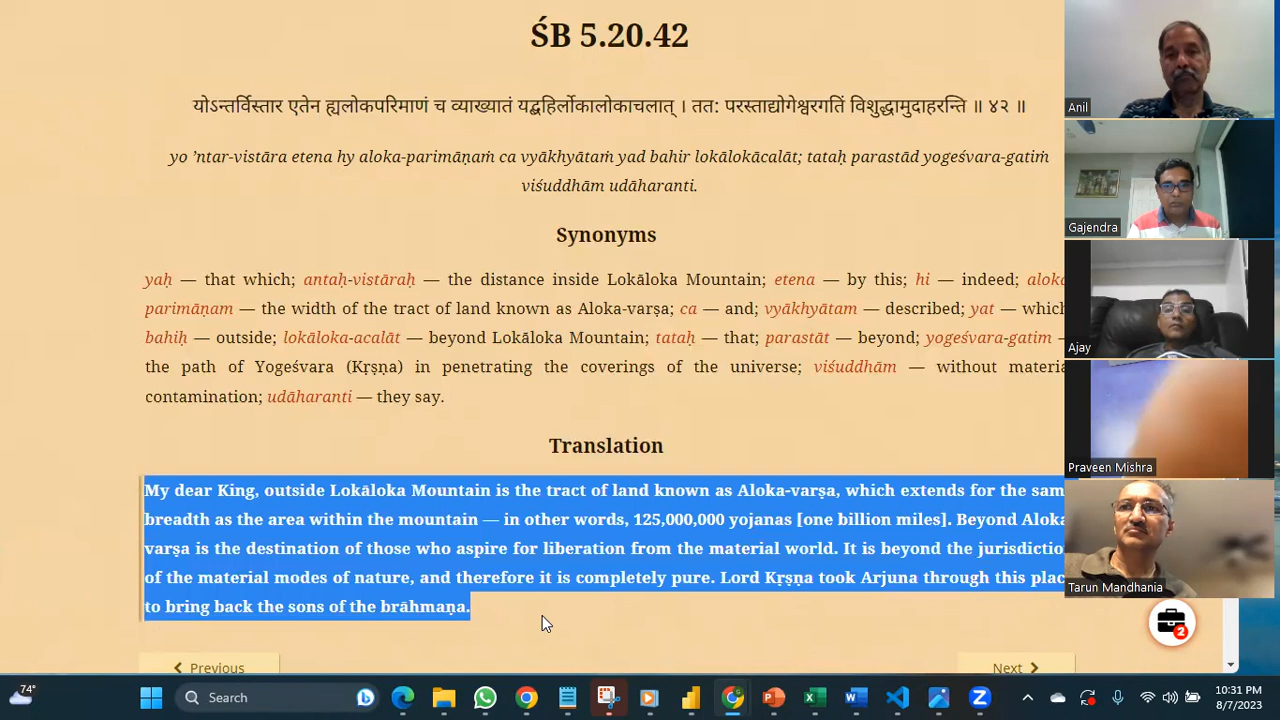 ŚB 5.20.42
योऽन्तर्विस्तार एतेन ह्यलोकपरिमाणं च व्याख्यातं यद्बहिर्लोकालोकाचलात् । तत: परस्ताद्योगेश्वरगतिं विशुद्धामुदाहरन्ति ॥ ४२ ॥
yo ’ntar-vistāra etena hy aloka-parimāṇaṁ ca vyākhyātaṁ yad bahir lokālokācalāt; tataḥ parastād yogeśvara-gatiṁ
viśuddhām udāharanti.
Synonyms
yaḥ — that which; antaḥ-vistāraḥ — the distance inside Lokāloka Mountain; etena — by this; hi — indeed; aloka
parimāṇam — the width of the tract of land known as Aloka-varṣa; ca — and; vyākhyātam — described; yat — which
bahiḥ — outside; lokāloka-acalāt — beyond Lokāloka Mountain; tataḥ — that; parastāt — beyond; yogeśvara-gatim —
the path of Yogeśvara (Kṛṣṇa) in penetrating the coverings of the universe; viśuddhām — without materia
contamination; udāharanti — they say.
Translation
My dear King, outside Lokāloka Mountain is the tract of land known as Aloka-varṣa, which extends for the sam
breadth as the area within the mountain — in other words, 125,000,000 yojanas [one billion miles]. Beyond Aloka
varṣa is the destination of those who aspire for liberation from the material world. It is beyond the jurisdictio
of the material modes of nature, and therefore it is completely pure. Lord Kṛṣṇa took Arjuna through this plac
to bring back the sons of the brāhmaṇa.
Previous
Next
Anil
Gajendra
Ajay
Praveen Mishra
Tarun Mandhania
2
74°
Search
10:31 PM
8/7/2023